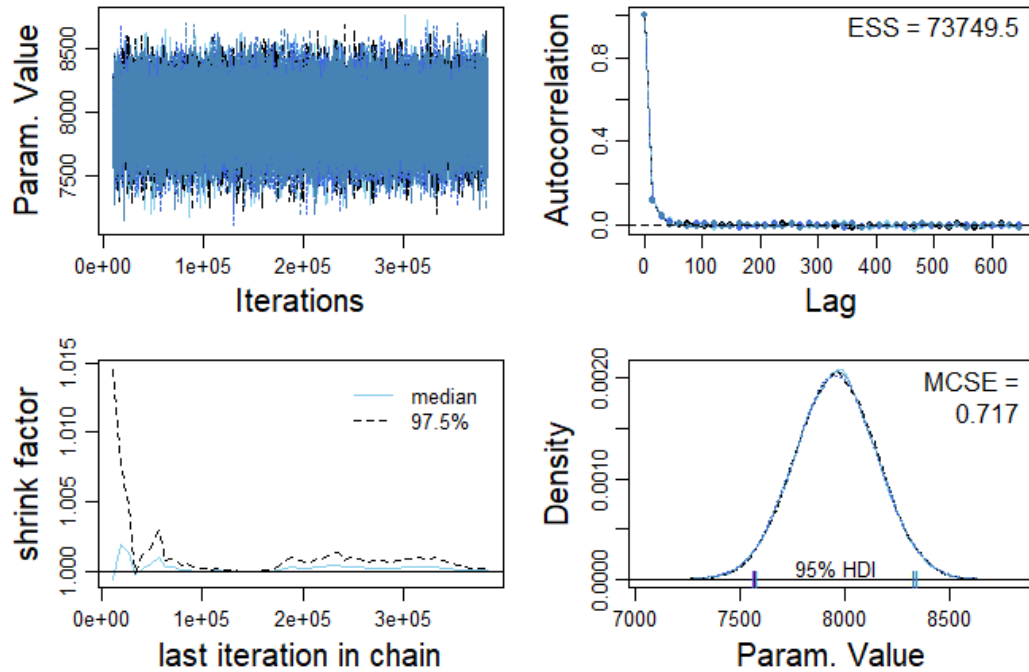 Param. Value
7500 8000 8500
0e+00 1e+05 2e+05 3e+05
Iterations
ESS = 73749.5
Autocorrelation
0.0 0.4 0.8
0 100 200 300 400 500 600
Lag
shrink factor
1.000 1.005 1.010 1.015
median
97.5%
0e+00 1e+05 2e+05 3e+05
last iteration in chain
MCSE =
0.717
Density
0.0000 0.0010 0.0020
95% HDI
7000 7500 8000 8500
Param. Value